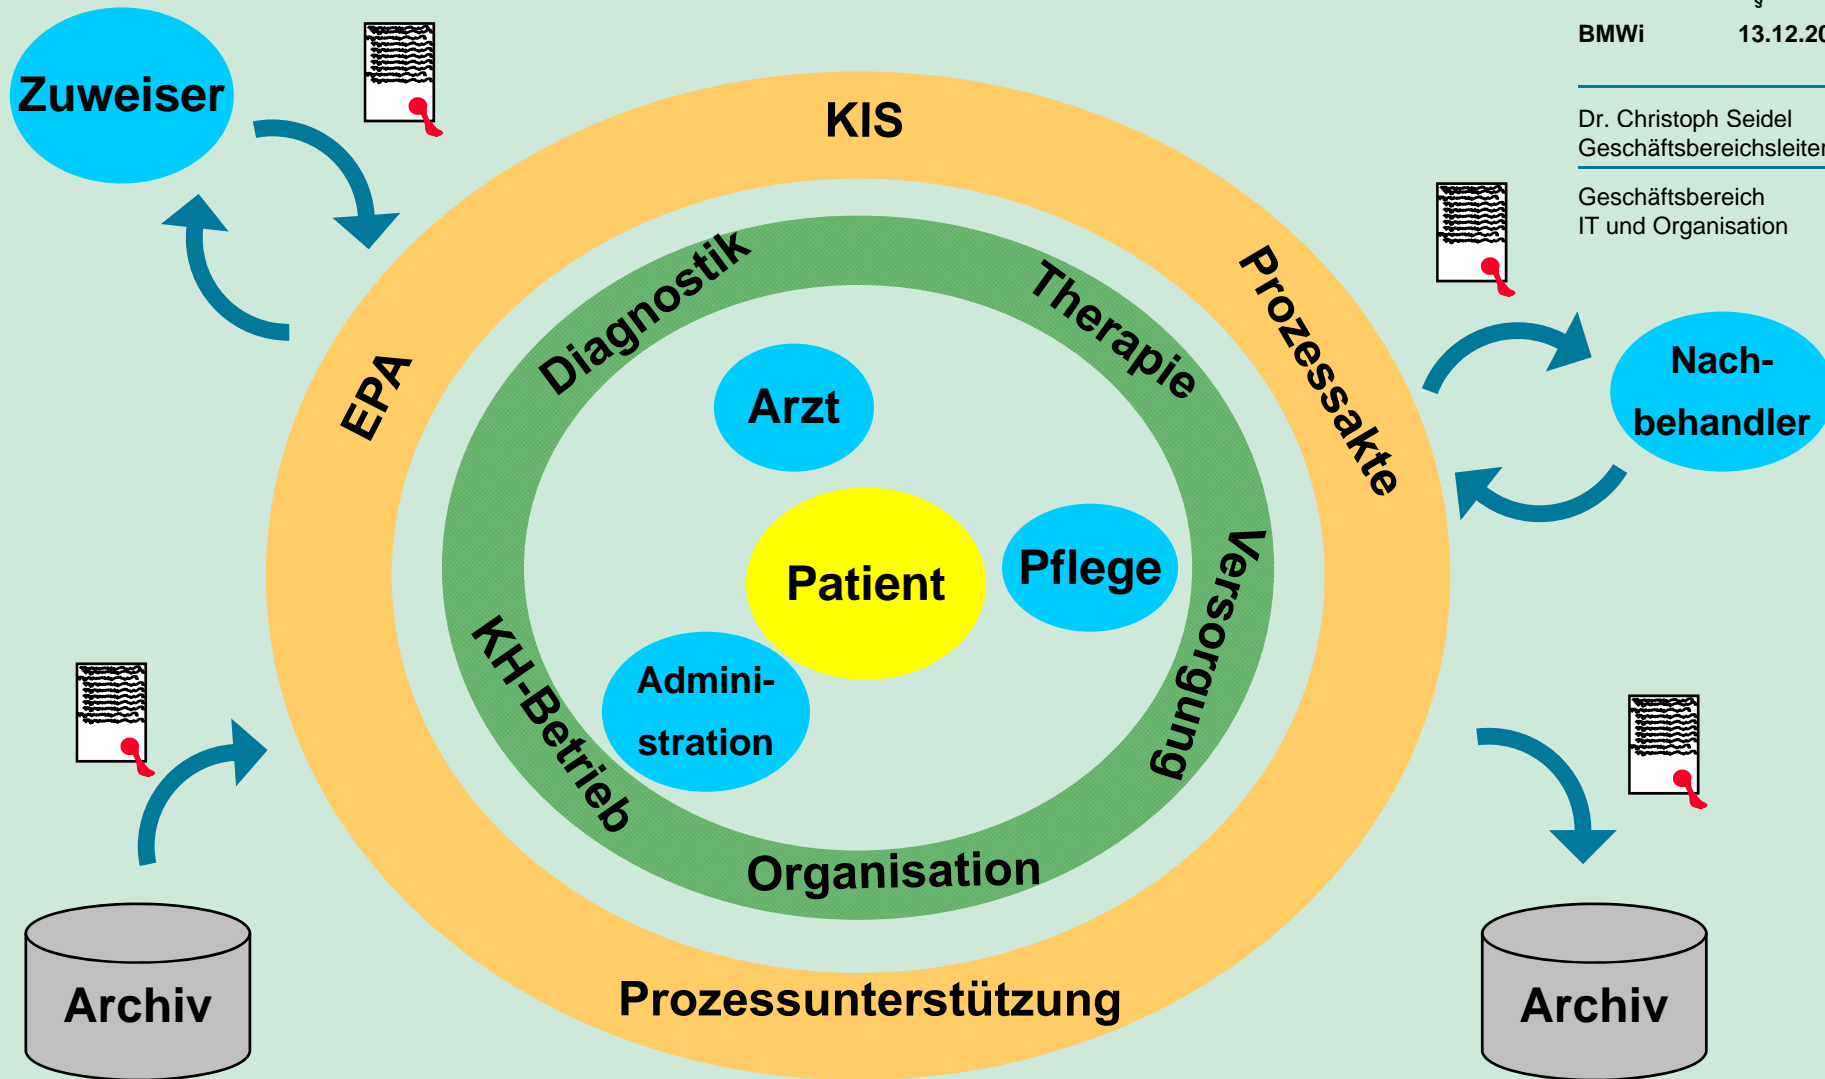 §
BMWi 13.12.20
Zuweiser
KIS
Dr. Christoph Seidel
Geschäftsbereichsleiter
Geschäftsbereich
IT und Organisation
Diagnostik
Therapie
Prozessakte
EPA
Arzt
Nach-
behandler
Patient
Pflege
Versorgung
KH-Betrieb
Admini-
stration
Organisation
Prozessunterstützung
Archiv
Archiv